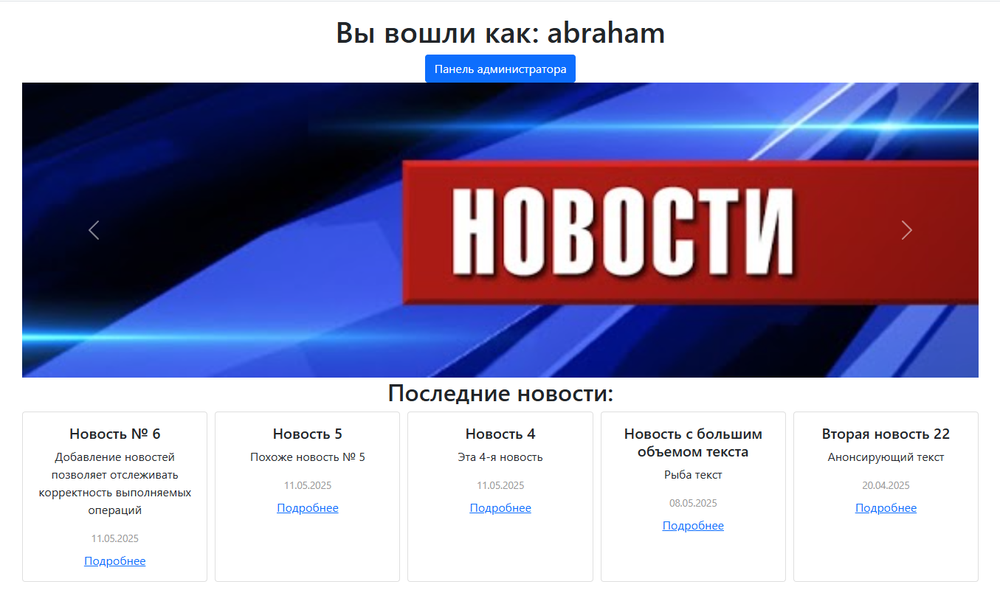 Вы вошли как: abraham
Панель администратора
НОВОСТИ
Последние новости:
Новость № 6
Добавление новостей
позволяет отслеживать
корректность выполняемых
операций
11.05.2025
Подробнее
Новость 5
Похоже новость № 5
11.05.2025
Подробнее
Новость 4
Эта 4-я новость
11.05.2025
Подробнее
Новость с большим
объемом текста
Рыба текст
08.05.2025
Подробнее
Вторая новость 22
Анонсирующий текст
20.04.2025
Подробнее